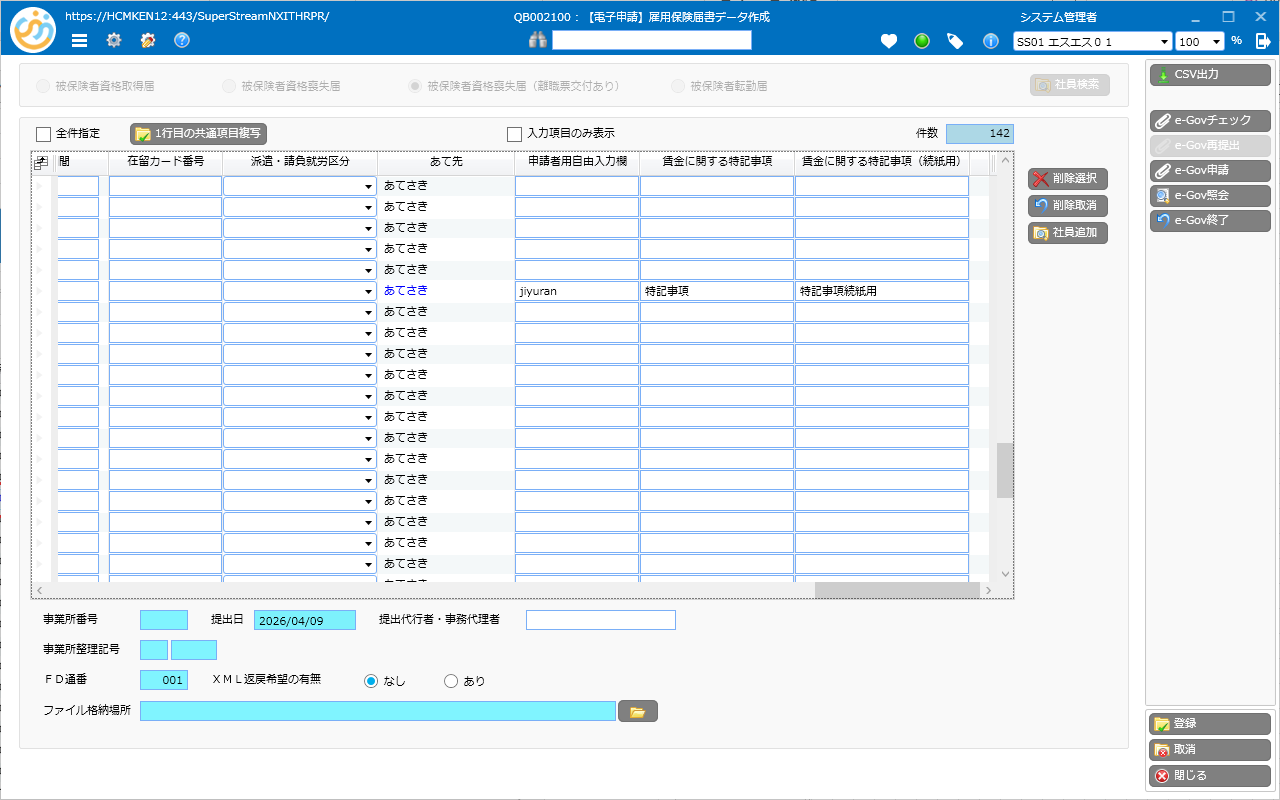 https://HCMKEN12:443/SuperStreamNXITHRPR/
QB002100：【電子申請】雇用保険届書データ作成
システム管理者
SS01 エスエス０１
100
%
被保険者資格取得届
被保険者資格喪失届
被保険者資格喪失届（離職票交付あり）
被保険者転勤届
社員検索
全件指定
1行目の共通項目複写
入力項目のみ表示
件数
142
間
在留カード番号
派遣・請負就労区分
あて先
申請者用自由入力欄
賃金に関する特記事項
賃金に関する特記事項（続紙用）
あてさき
あてさき
あてさき
あてさき
あてさき
あてさき
jiyuran
特記事項
特記事項続紙用
あてさき
あてさき
あてさき
あてさき
あてさき
あてさき
あてさき
あてさき
あてさき
あてさき
あてさき
あてさき
あてさき
削除選択
削除取消
社員追加
事業所番号
提出日
2026/04/09
提出代行者・事務代理者
事業所整理記号
ＦＤ通番
001
ＸＭＬ返戻希望の有無
なし
あり
ファイル格納場所
CSV出力
e-Govチェック
e-Gov再提出
e-Gov申請
e-Gov照会
e-Gov終了
登録
取消
閉じる